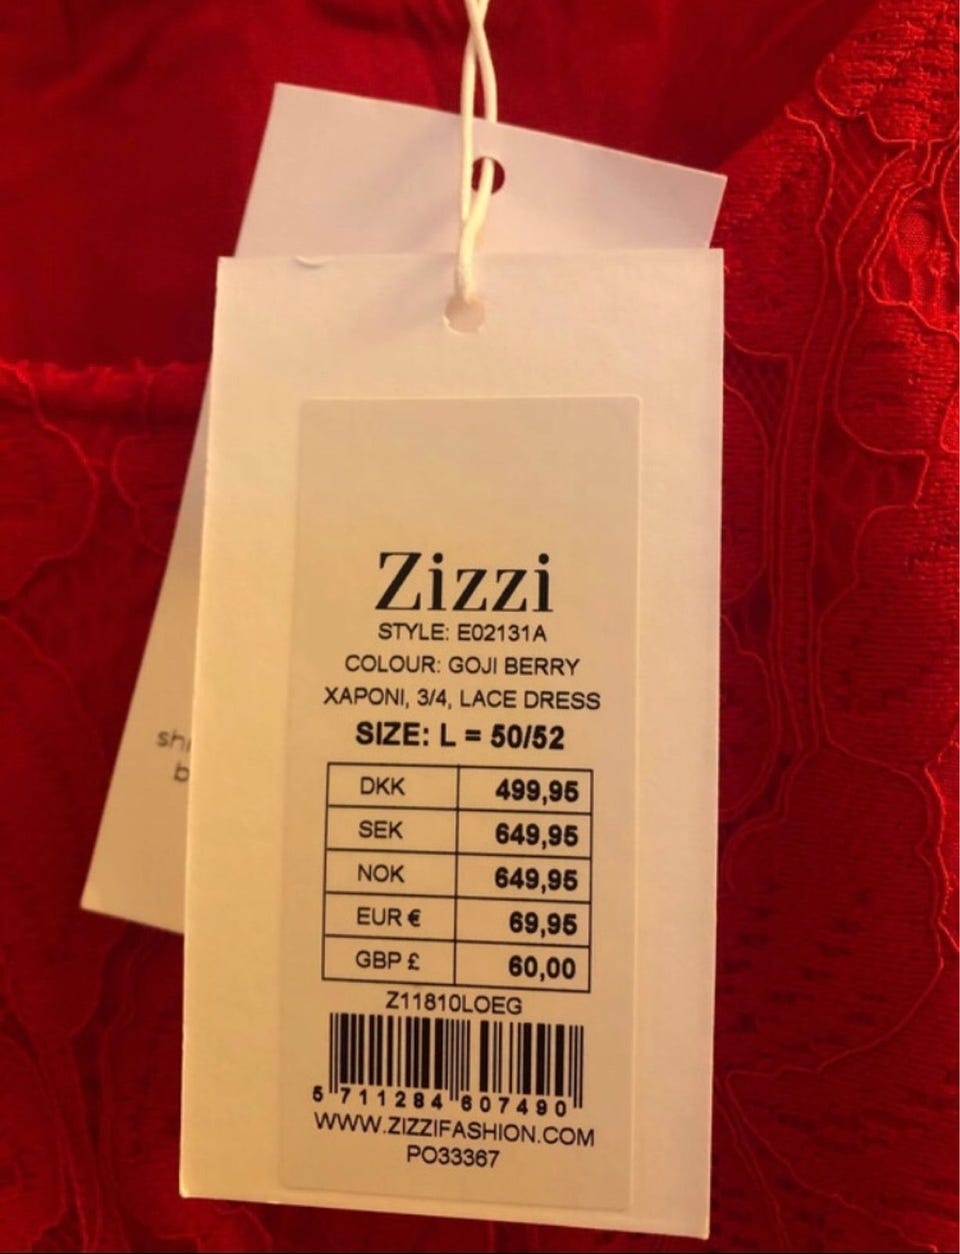 Zizzi
STYLE: E02131A
COLOUR: GOJI BERRY
XAPONI, 3/4, LACE DRESS
SIZE: L = 50/52
DKK 499,95
SEK 649,95
NOK 649,95
EUR € 69,95
GBP £ 60,00
Z11810LOEG
5 711284 607490
WWW.ZIZZIFASHION.COM
PO33367